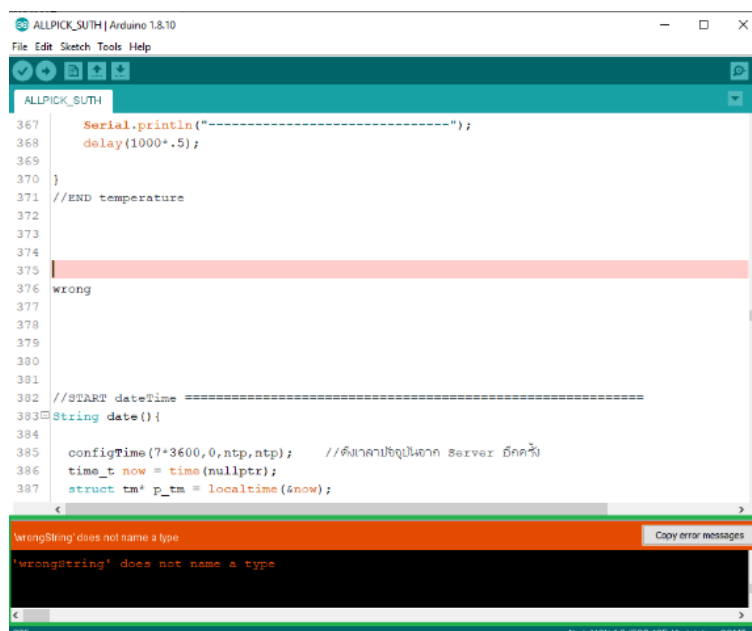 ALLPICK_SUTH | Arduino 1.8.10
File Edit Sketch Tools Help
ALLPICK_SUTH
367 Serial.println("------------------------------");
368 delay(1000*.5);
369
370 }
371 //END temperature
372
373
374
375
376 wrong
377
378
379
380
381
382 //START dateTime =========================================================
383 String date(){
384
385 configTime(7*3600,0,ntp,ntp); //ดึงเวลาปัจจุบันจาก Server อีกครั้ง
386 time_t now = time(nullptr);
387 struct tm* p_tm = localtime(&now);
'wrongString' does not name a type
Copy error messages
'wrongString' does not name a type